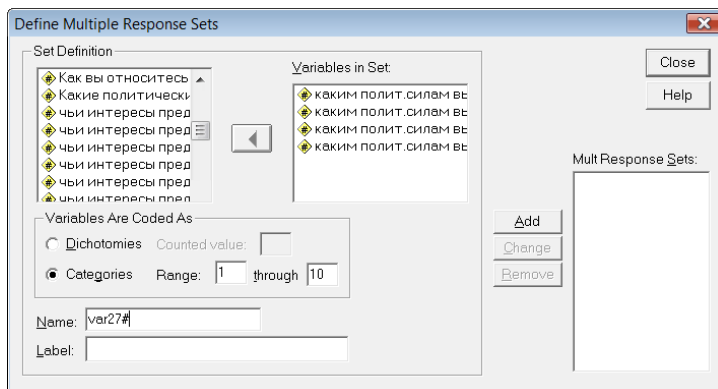 Define Multiple Response Sets
Set Definition
Как вы относитесь
Какие политически
чьи интересы пред
чьи интересы пред
чьи интересы пред
чьи интересы пред
чьи интересы пред
чьи интересы пред
Variables in Set:
каким полит.силам вь
каким полит.силам вь
каким полит.силам вь
каким полит.силам вь
Close
Help
Mult Response Sets:
Variables Are Coded As
Dichotomies Counted value:
Categories Range: 1 through 10
Add
Change
Remove
Name: var27#
Label: